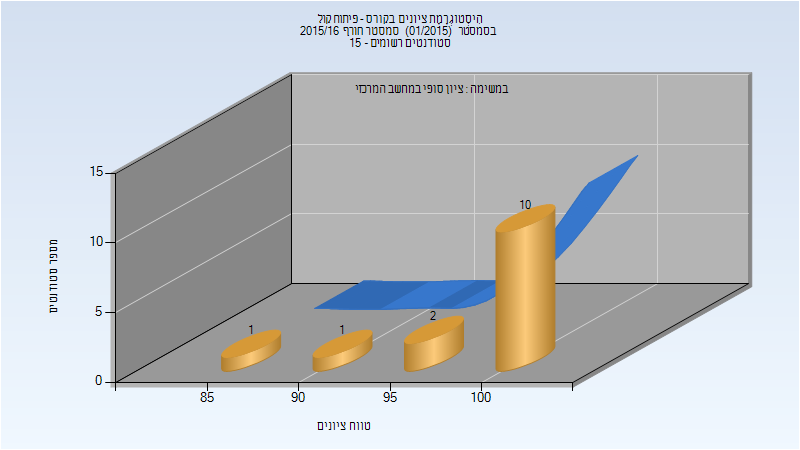 היסטוגרמת ציונים בקורס - פיתוח קול
בסמסטר (01/2015) סמסטר חורף 2015/16
סטודנטים רשומים - 15
במשימה : ציון סופי במחשב המרכזי
מספר סטודנטים
15
10
5
0
1
1
2
10
85
90
95
100
טווח ציונים